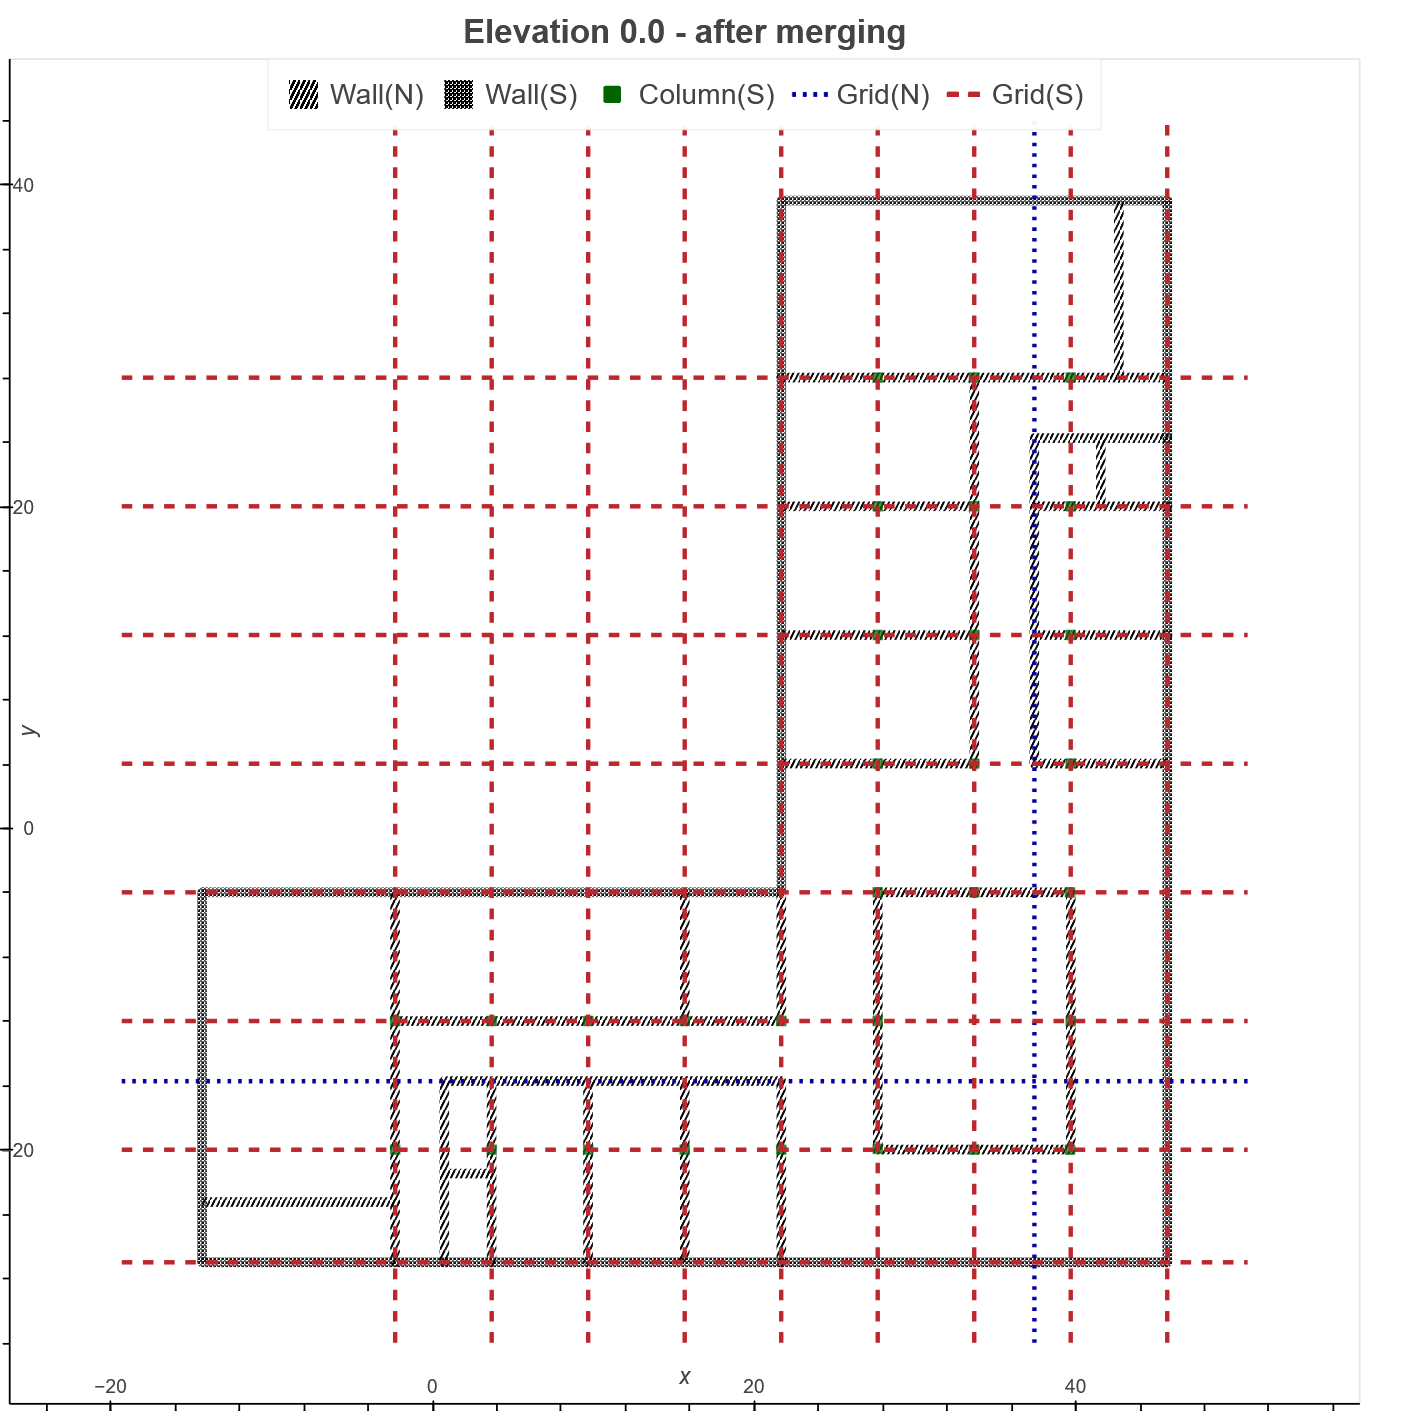 Elevation 0.0 - after merging
Wall(N) Wall(S) Column(S) Grid(N) Grid(S)
40
20
0
20
y
x
−20 0 20 40